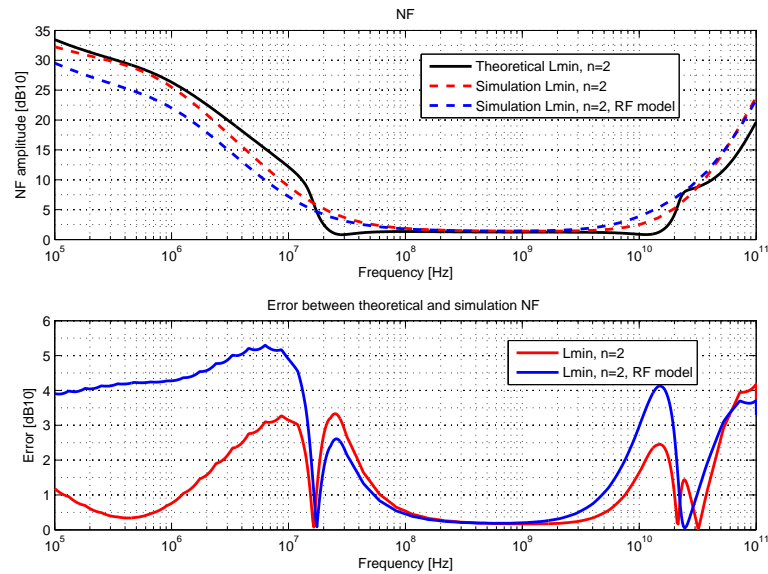 NF
35
30
25
20
15
10
5
0
NF amplitude [dB10]
Theoretical Lmin, n=2
Simulation Lmin, n=2
Simulation Lmin, n=2, RF model
10^5 10^6 10^7 10^8 10^9 10^10 10^11
Frequency [Hz]
Error between theoretical and simulation NF
6
5
4
3
2
1
0
Error [dB10]
Lmin, n=2
Lmin, n=2, RF model
10^5 10^6 10^7 10^8 10^9 10^10 10^11
Frequency [Hz]